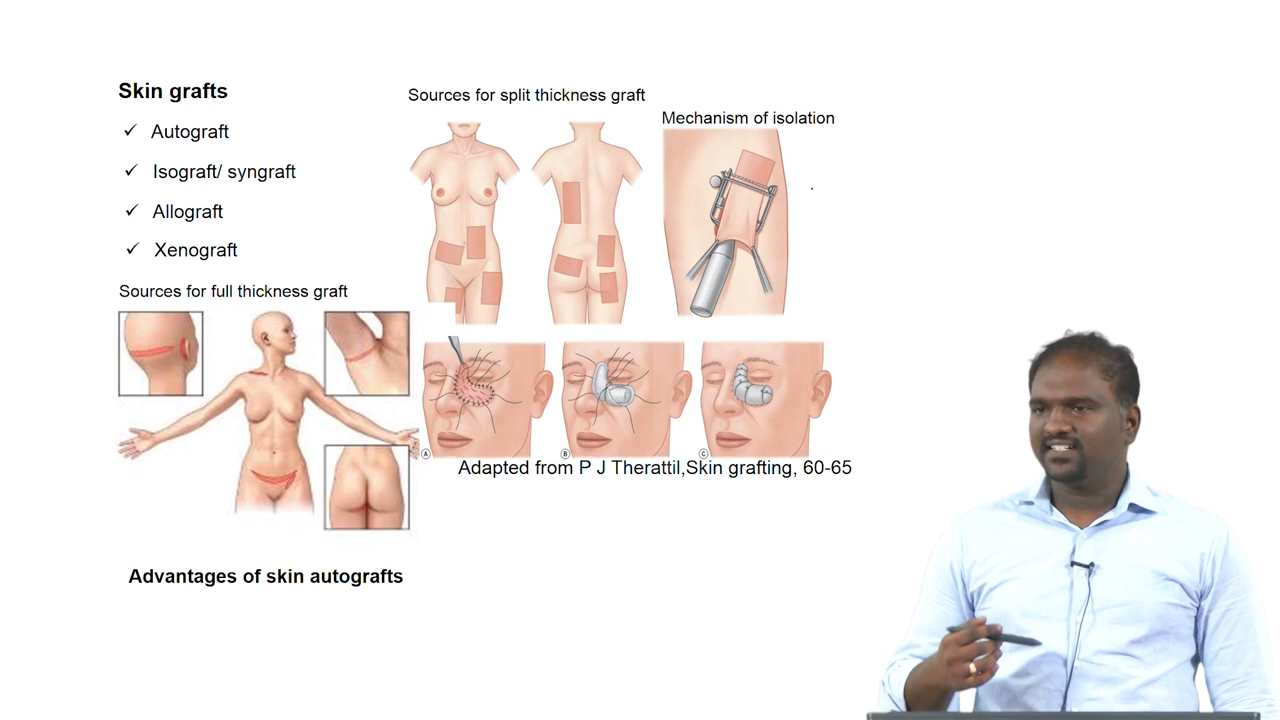 Skin grafts
✓ Autograft
✓ Isograft/ syngraft
✓ Allograft
✓ Xenograft
Sources for full thickness graft
Sources for split thickness graft
Mechanism of isolation
A
B
C
Adapted from P J Therattil,Skin grafting, 60-65
Advantages of skin autografts